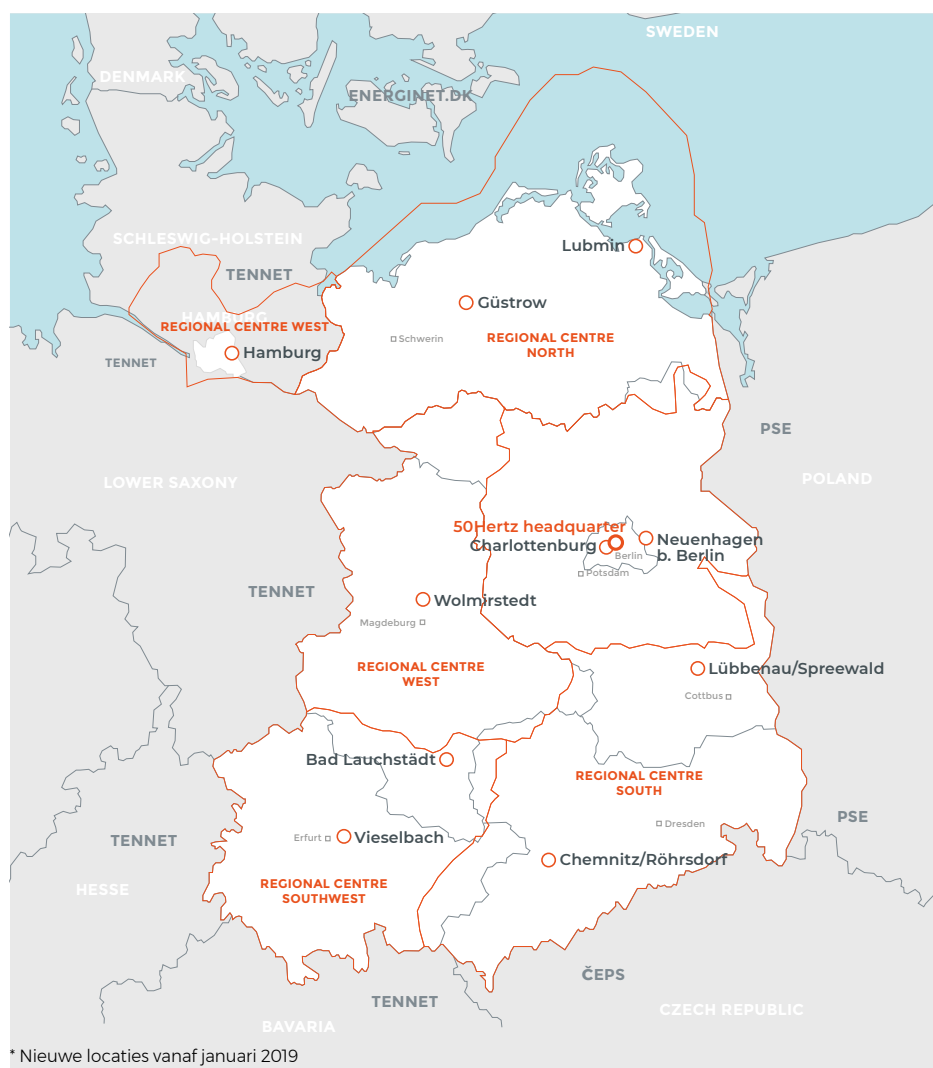 SWEDEN
DENMARK
ENERGINET.DK
SCHLESWIG-HOLSTEIN
Lubmin
TENNET
Güstrow
HAMBURG
REGIONAL CENTRE WEST
Schwerin
REGIONAL CENTRE
NORTH
Hamburg
TENNET
PSE
POLAND
LOWER SAXONY
50Hertz headquarter
Charlottenburg
Neuenhagen
b. Berlin
Berlin
Potsdam
TENNET
Wolmirstedt
Magdeburg
REGIONAL CENTRE
WEST
Lübbenau/Spreewald
Cottbus
Bad Lauchstädt
REGIONAL CENTRE
SOUTH
PSE
Dresden
TENNET
Erfurt
Vieselbach
Chemnitz/Röhrsdorf
HESSE
REGIONAL CENTRE
SOUTHWEST
ČEPS
TENNET
CZECH REPUBLIC
BAVARIA
* Nieuwe locaties vanaf januari 2019